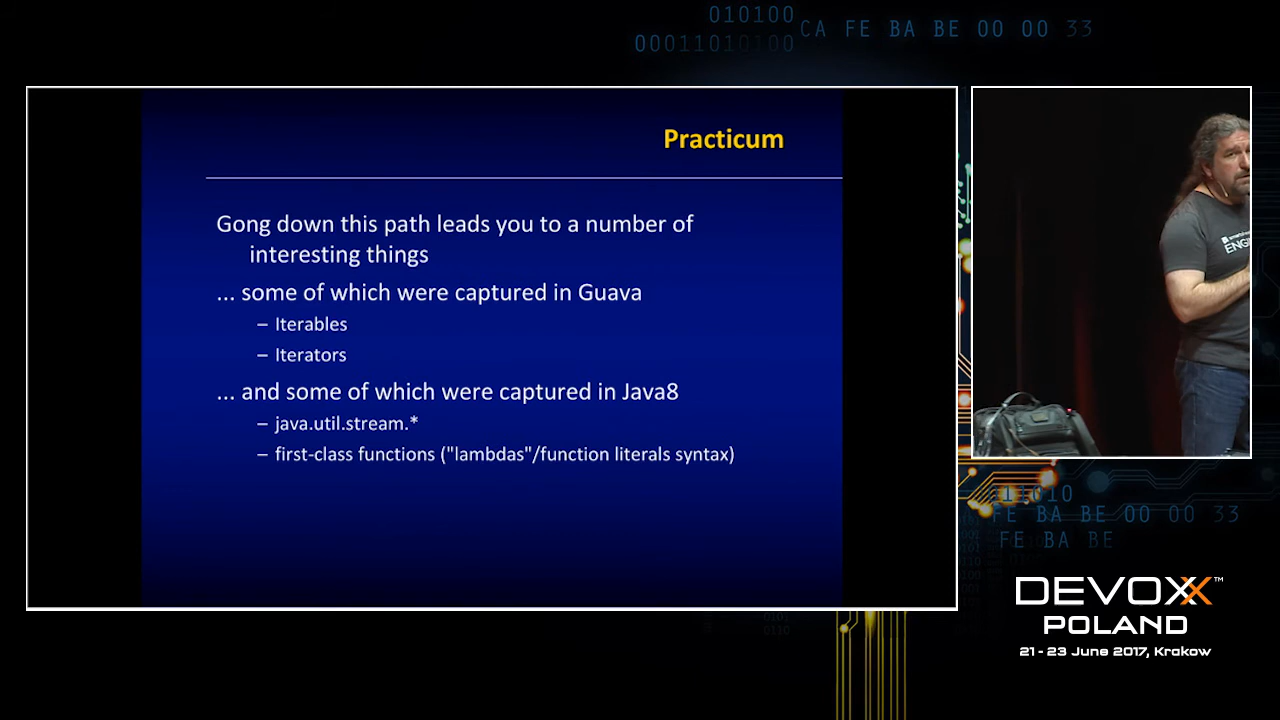 010100
00011010100
CA FE BA BE 00 00 33
Practicum
Gong down this path leads you to a number of
interesting things
... some of which were captured in Guava
– Iterables
– Iterators
... and some of which were captured in Java8
– java.util.stream.*
– first-class functions ("lambdas"/function literals syntax)
FE BA BE 00 00 33
FE BA BE
DEVOXX™
POLAND
21 - 23 June 2017, Krakow